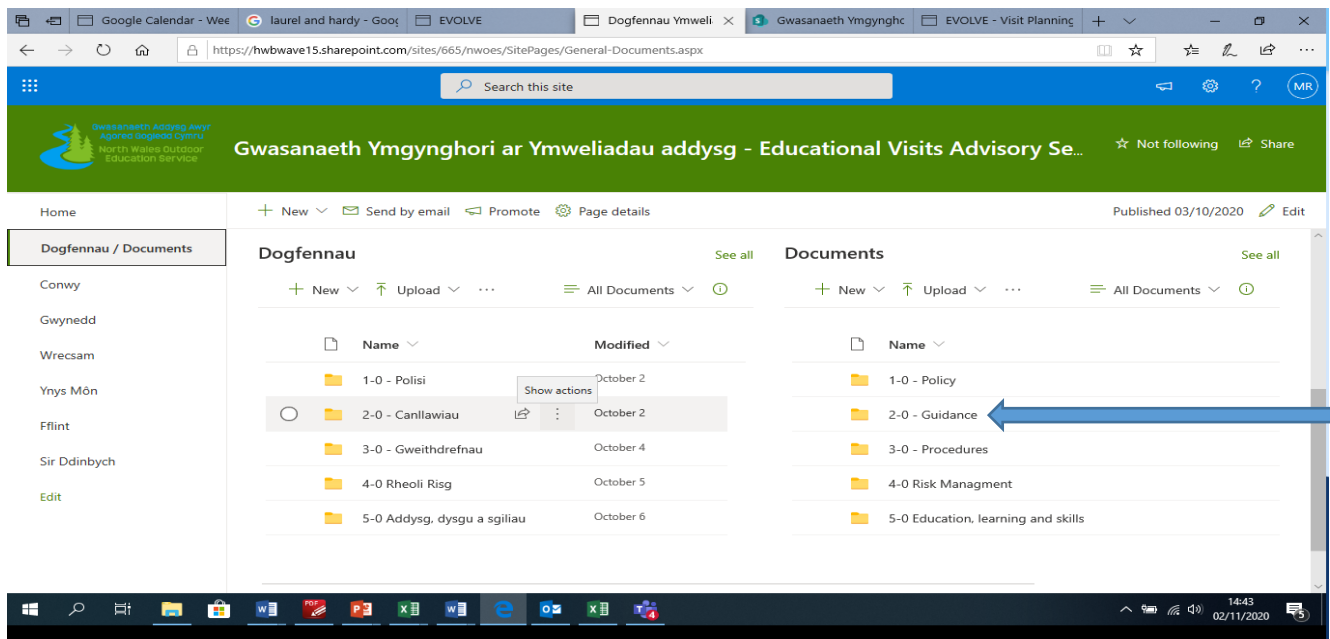 Google Calendar - Wee
laurel and hardy - Goog
EVOLVE
Dogfennau Ymweli
Gwasanaeth Ymgynghc
EVOLVE - Visit Planning
https://hwbwave15.sharepoint.com/sites/665/nwoes/SitePages/General-Documents.aspx
Search this site
MR
Gwasanaeth Addysg Awyr
Agored Gogledd Cymru
North Wales Outdoor
Education Service
Gwasanaeth Ymgynghori ar Ymweliadau addysg - Educational Visits Advisory Se...
Not following
Share
Home
Dogfennau / Documents
Conwy
Gwynedd
Wrecsam
Ynys Môn
Fflint
Sir Ddinbych
Edit
New
Send by email
Promote
Page details
Published 03/10/2020
Edit
Dogfennau
See all
New
Upload
All Documents
Name
Modified
1-0 - Polisi
October 2
Show actions
2-0 - Canllawiau
October 2
3-0 - Gweithdrefnau
October 4
4-0 Rheoli Risg
October 5
5-0 Addysg, dysgu a sgiliau
October 6
Documents
See all
New
Upload
All Documents
Name
1-0 - Policy
2-0 - Guidance
3-0 - Procedures
4-0 Risk Managment
5-0 Education, learning and skills
14:43
02/11/2020